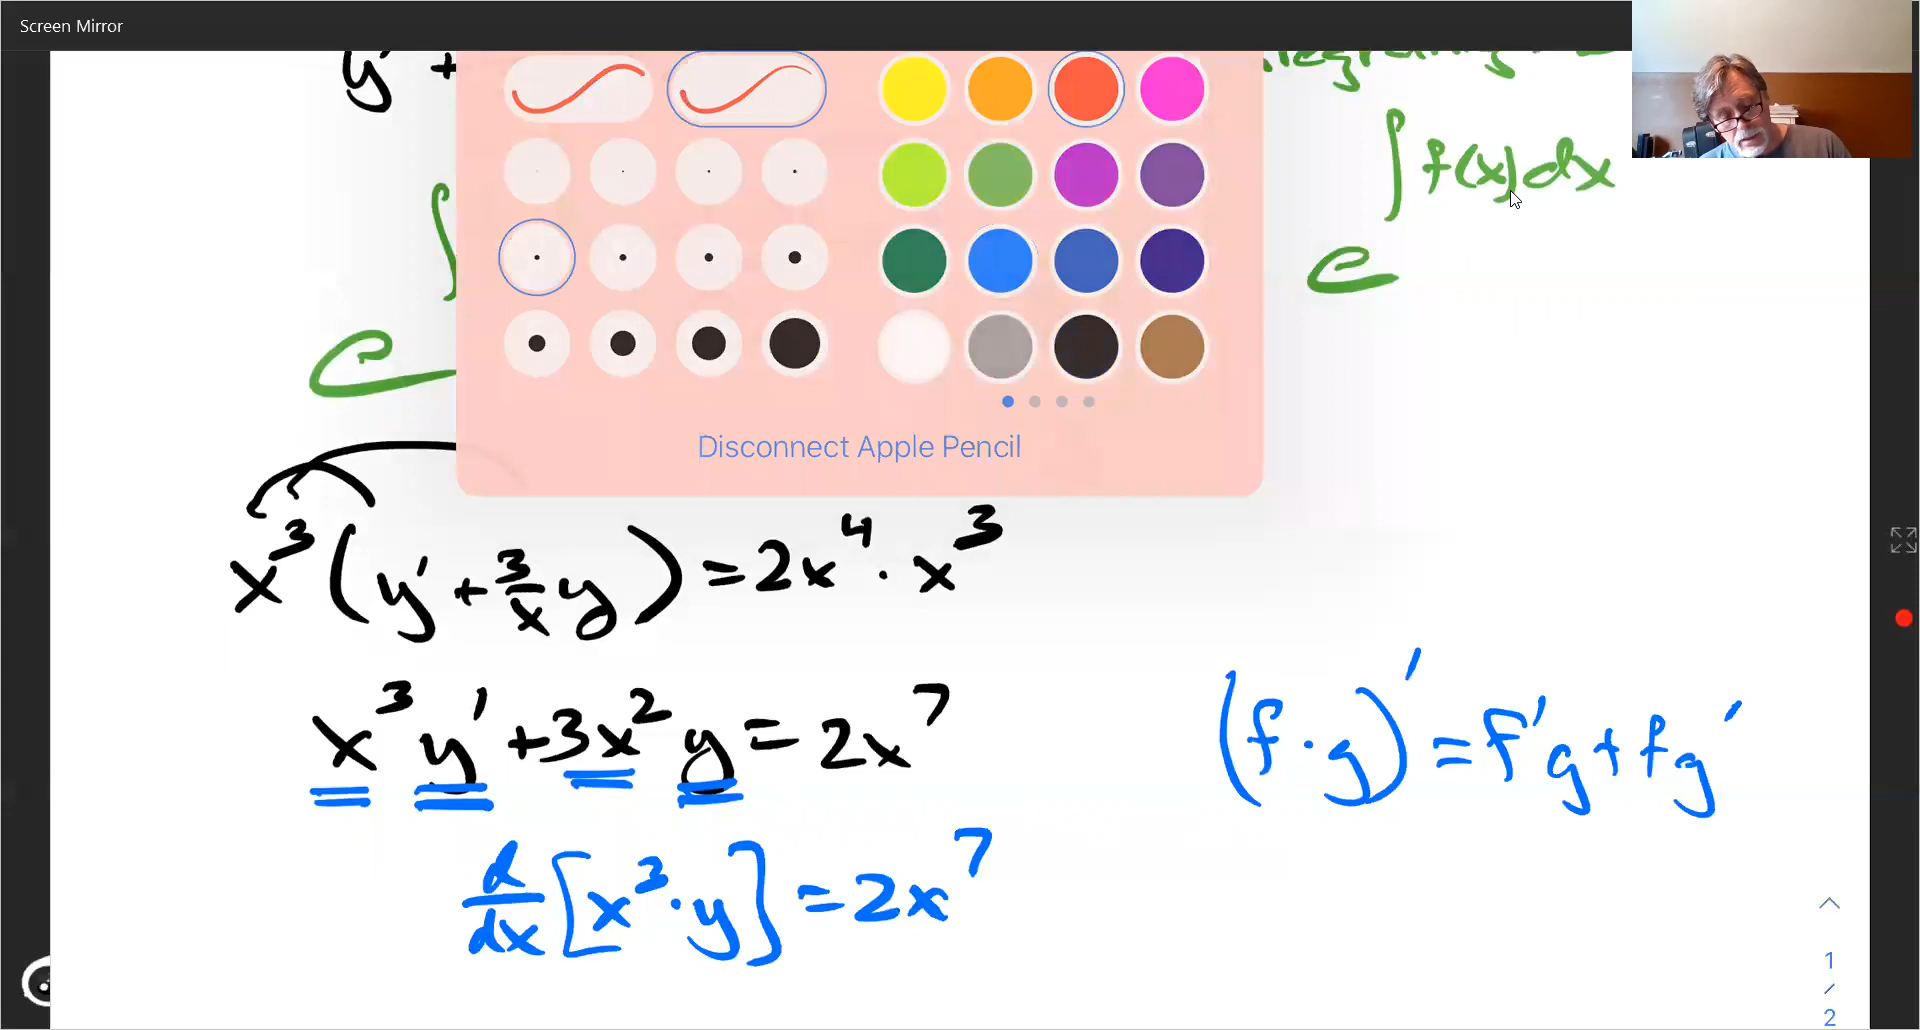 Screen Mirror
y' +
∫ f(x)dx
e
∫
e
Disconnect Apple Pencil
x³(y' + 3/x y) = 2x⁴ · x³
x³y' + 3x²y = 2x⁷
(f · g)' = f'g + fg'
d/dx [x³ · y] = 2x⁷
1
/
2